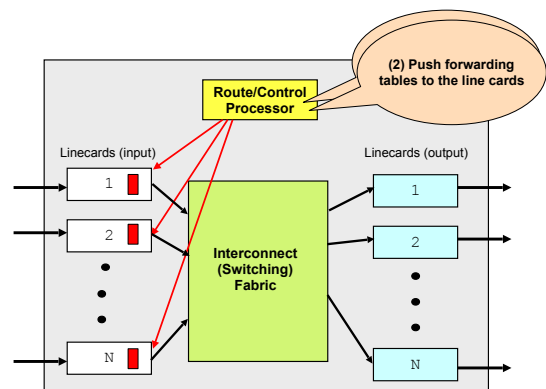 (2) Push forwarding
tables to the line cards
Route/Control
Processor
Linecards (input)
Linecards (output)
1
1
2
2
Interconnect
(Switching)
Fabric
N
N